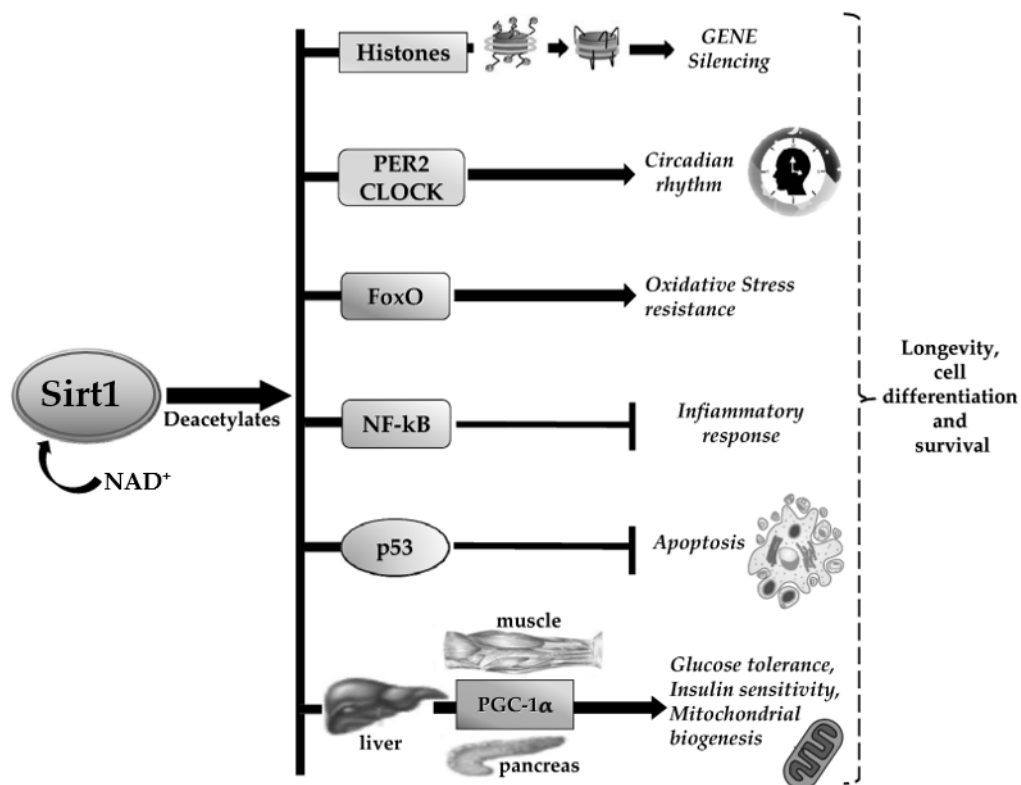 Histones
GENE
Silencing
PER2
CLOCK
Circadian
rhythm
FoxO
Oxidative Stress
resistance
Sirt1
Deacetylates
NAD⁺
NF-kB
Infiammatory
response
p53
Apoptosis
muscle
liver
PGC-1α
pancreas
Glucose tolerance,
Insulin sensitivity,
Mitochondrial
biogenesis
Longevity,
cell
differentiation
and
survival